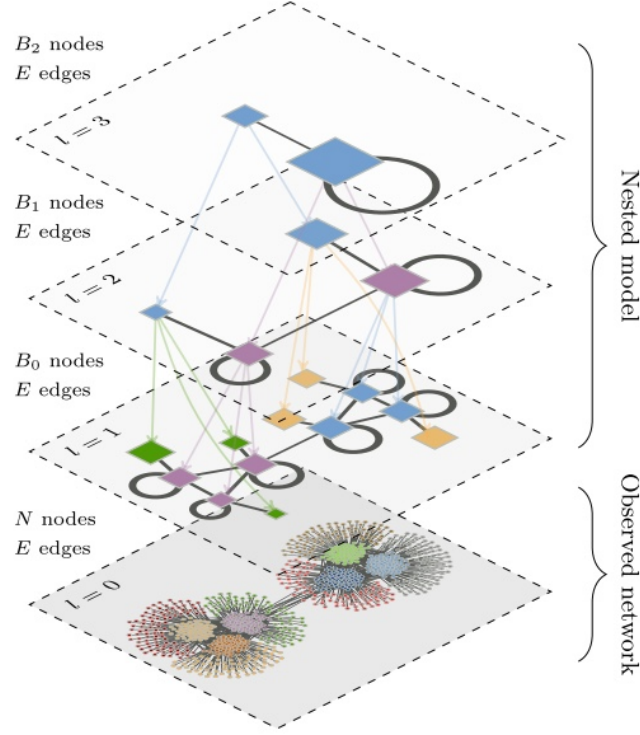 B₂ nodes
E edges
l = 3
B₁ nodes
E edges
l = 2
B₀ nodes
E edges
l = 1
N nodes
E edges
l = 0
Nested model
Observed network